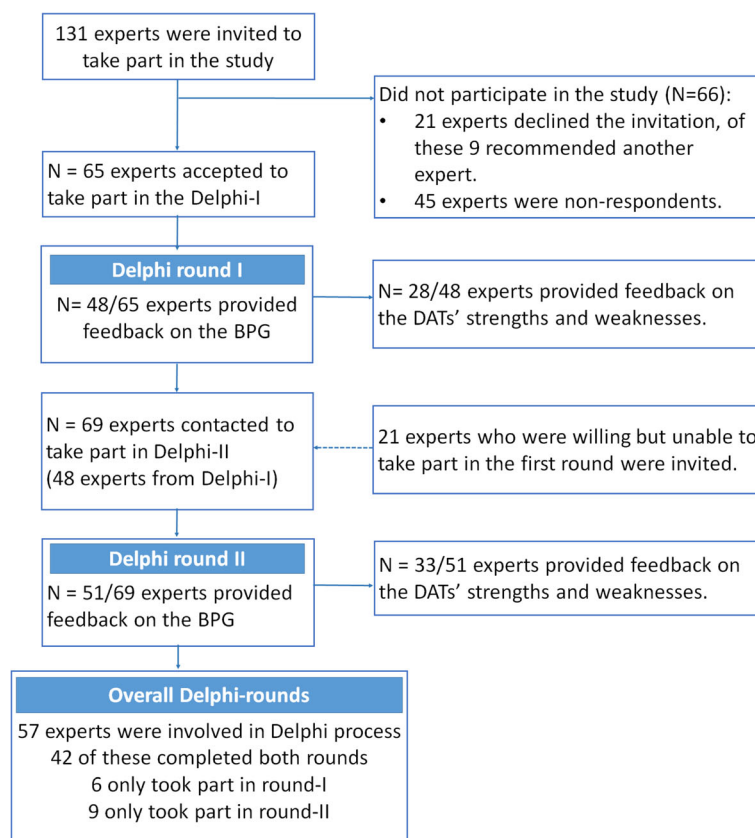 131 experts were invited to
take part in the study
Did not participate in the study (N=66):
• 21 experts declined the invitation, of
these 9 recommended another
expert.
• 45 experts were non-respondents.
N = 65 experts accepted to
take part in the Delphi-I
Delphi round I
N= 48/65 experts provided
feedback on the BPG
N= 28/48 experts provided feedback on
the DATs’ strengths and weaknesses.
N = 69 experts contacted to
take part in Delphi-II
(48 experts from Delphi-I)
21 experts who were willing but unable to
take part in the first round were invited.
Delphi round II
N = 51/69 experts provided
feedback on the BPG
N = 33/51 experts provided feedback on
the DATs’ strengths and weaknesses.
Overall Delphi-rounds
57 experts were involved in Delphi process
42 of these completed both rounds
6 only took part in round-I
9 only took part in round-II